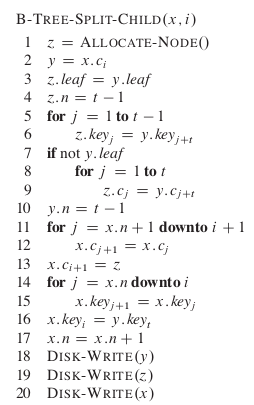 B-TREE-SPLIT-CHILD(x, i)
1 z = ALLOCATE-NODE()
2 y = x.c_i
3 z.leaf = y.leaf
4 z.n = t − 1
5 for j = 1 to t − 1
6 z.key_j = y.key_{j+t}
7 if not y.leaf
8 for j = 1 to t
9 z.c_j = y.c_{j+t}
10 y.n = t − 1
11 for j = x.n + 1 downto i + 1
12 x.c_{j+1} = x.c_j
13 x.c_{i+1} = z
14 for j = x.n downto i
15 x.key_{j+1} = x.key_j
16 x.key_i = y.key_t
17 x.n = x.n + 1
18 DISK-WRITE(y)
19 DISK-WRITE(z)
20 DISK-WRITE(x)